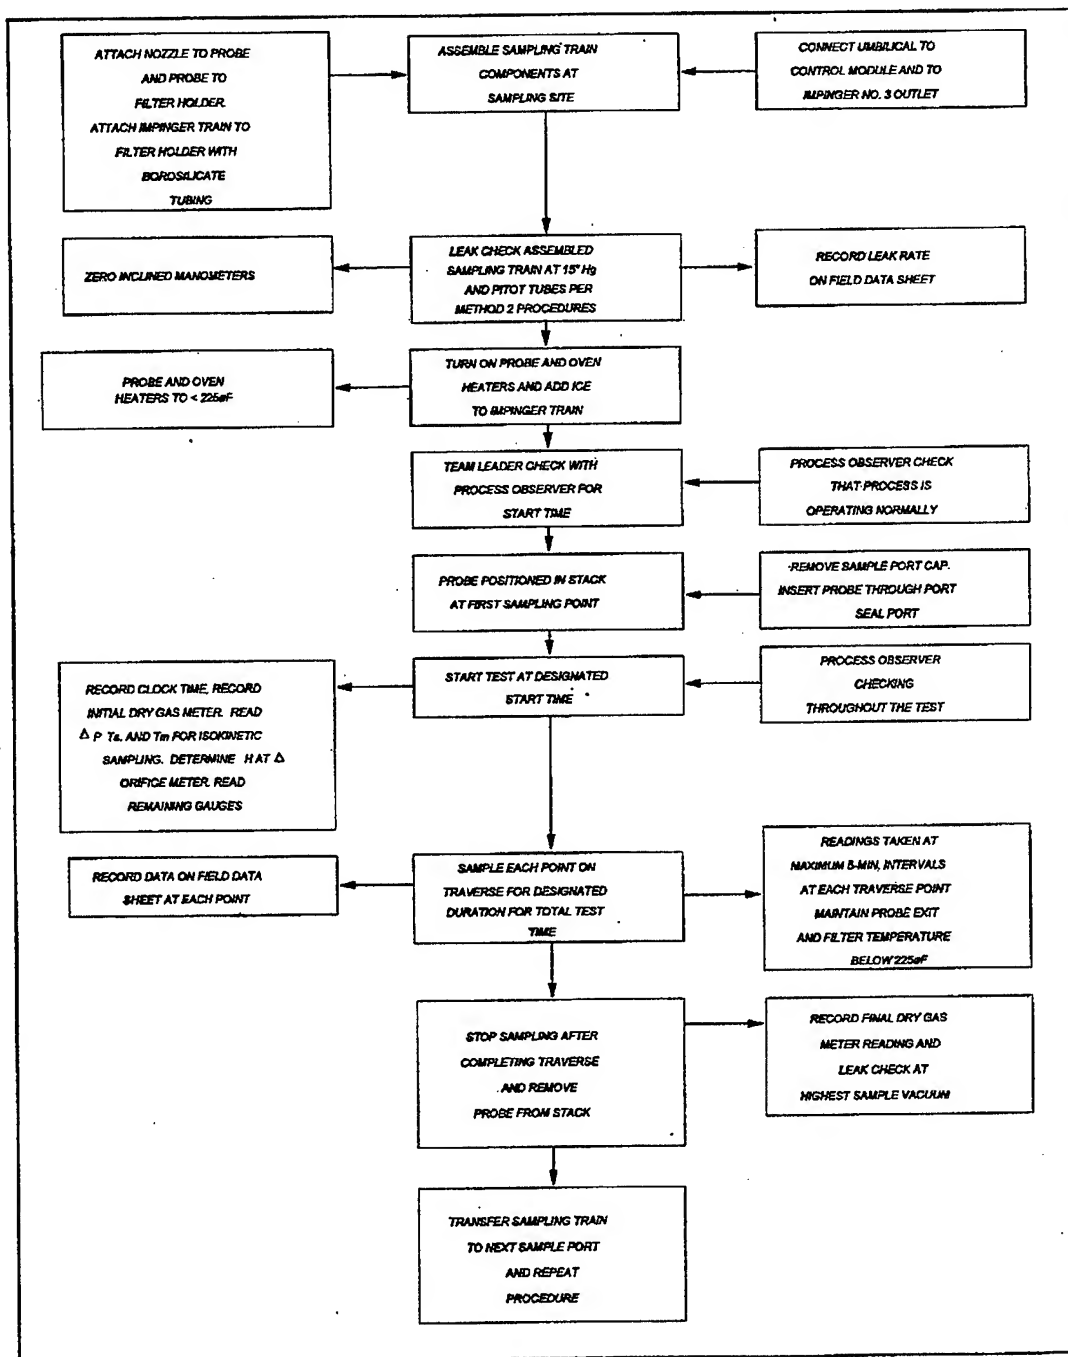 ATTACH NOZZLE TO PROBE
AND PROBE TO
FILTER HOLDER.
ATTACH IMPINGER TRAIN TO
FILTER HOLDER WITH
BOROSILICATE
TUBING
ASSEMBLE SAMPLING TRAIN
COMPONENTS AT
SAMPLING SITE
CONNECT UMBILICAL TO
CONTROL MODULE AND TO
IMPINGER NO. 3 OUTLET
ZERO INCLINED MANOMETERS
LEAK CHECK ASSEMBLED
SAMPLING TRAIN AT 15" Hg
AND PITOT TUBES PER
METHOD 2 PROCEDURES
RECORD LEAK RATE
ON FIELD DATA SHEET
PROBE AND OVEN
HEATERS TO < 225øF
TURN ON PROBE AND OVEN
HEATERS AND ADD ICE
TO IMPINGER TRAIN
TEAM LEADER CHECK WITH
PROCESS OBSERVER FOR
START TIME
PROCESS OBSERVER CHECK
THAT PROCESS IS
OPERATING NORMALLY
PROBE POSITIONED IN STACK
AT FIRST SAMPLING POINT
REMOVE SAMPLE PORT CAP.
INSERT PROBE THROUGH PORT
SEAL PORT
RECORD CLOCK TIME, RECORD
INITIAL DRY GAS METER. READ
Δ P Ts. AND Tm FOR ISOKINETIC
SAMPLING. DETERMINE H AT Δ
ORIFICE METER. READ
REMAINING GAUGES
START TEST AT DESIGNATED
START TIME
PROCESS OBSERVER
CHECKING
THROUGHOUT THE TEST
RECORD DATA ON FIELD DATA
SHEET AT EACH POINT
SAMPLE EACH POINT ON
TRAVERSE FOR DESIGNATED
DURATION FOR TOTAL TEST
TIME
READINGS TAKEN AT
MAXIMUM 5-MIN, INTERVALS
AT EACH TRAVERSE POINT
MAINTAIN PROBE EXIT
AND FILTER TEMPERATURE
BELOW 225øF
STOP SAMPLING AFTER
COMPLETING TRAVERSE
AND REMOVE
PROBE FROM STACK
RECORD FINAL DRY GAS
METER READING AND
LEAK CHECK AT
HIGHEST SAMPLE VACUUM
TRANSFER SAMPLING TRAIN
TO NEXT SAMPLE PORT
AND REPEAT
PROCEDURE